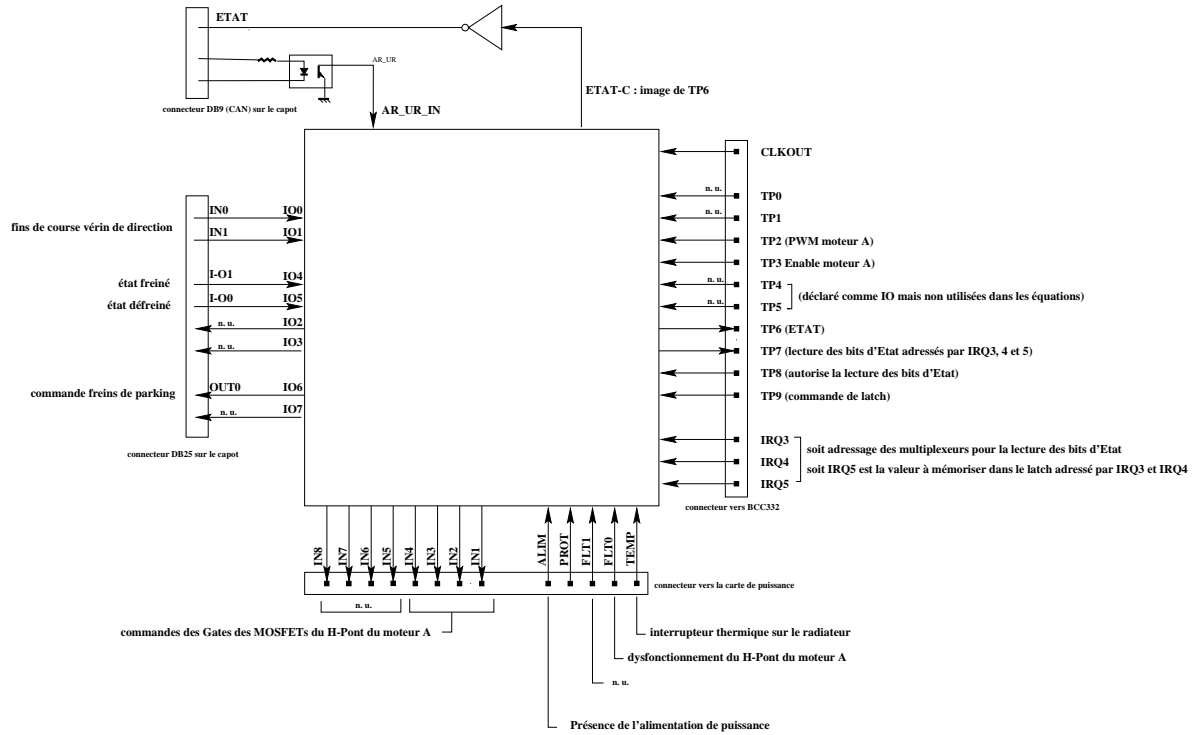 ETAT
AR_UR
ETAT-C : image de TP6
connecteur DB9 (CAN) sur le capot
AR_UR_IN
CLKOUT
n. u.
TP0
n. u.
TP1
TP2 (PWM moteur A)
TP3 Enable moteur A)
n. u.
TP4
n. u.
TP5
(déclaré comme IO mais non utilisées dans les équations)
TP6 (ETAT)
TP7 (lecture des bits d'Etat adressés par IRQ3, 4 et 5)
TP8 (autorise la lecture des bits d'Etat)
TP9 (commande de latch)
IRQ3
IRQ4
IRQ5
soit adressage des multiplexeurs pour la lecture des bits d'Etat
soit IRQ5 est la valeur à mémoriser dans le latch adressé par IRQ3 et IRQ4
connecteur vers BCC332
fins de course vérin de direction
IN0
IO0
IN1
IO1
état freiné
I-O1
IO4
état défreiné
I-O0
IO5
n. u.
IO2
n. u.
IO3
commande freins de parking
OUT0
IO6
n. u.
IO7
connecteur DB25 sur le capot
IN8
IN7
IN6
IN5
IN4
IN3
IN2
IN1
ALIM
PROT
FLT1
FLT0
TEMP
connecteur vers la carte de puissance
n. u.
commandes des Gates des MOSFETs du H-Pont du moteur A
interrupteur thermique sur le radiateur
dysfonctionnement du H-Pont du moteur A
n. u.
Présence de l'alimentation de puissance